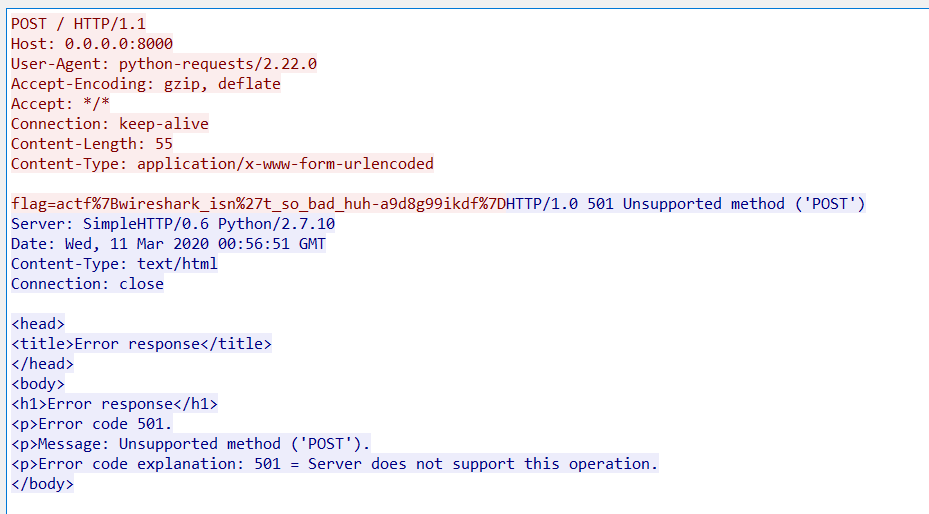 POST / HTTP/1.1
Host: 0.0.0.0:8000
User-Agent: python-requests/2.22.0
Accept-Encoding: gzip, deflate
Accept: */*
Connection: keep-alive
Content-Length: 55
Content-Type: application/x-www-form-urlencoded
flag=actf%7Bwireshark_isn%27t_so_bad_huh-a9d8g99ikdf%7DHTTP/1.0 501 Unsupported method ('POST')
Server: SimpleHTTP/0.6 Python/2.7.10
Date: Wed, 11 Mar 2020 00:56:51 GMT
Content-Type: text/html
Connection: close
<head>
<title>Error response</title>
</head>
<body>
<h1>Error response</h1>
<p>Error code 501.
<p>Message: Unsupported method ('POST').
<p>Error code explanation: 501 = Server does not support this operation.
</body>